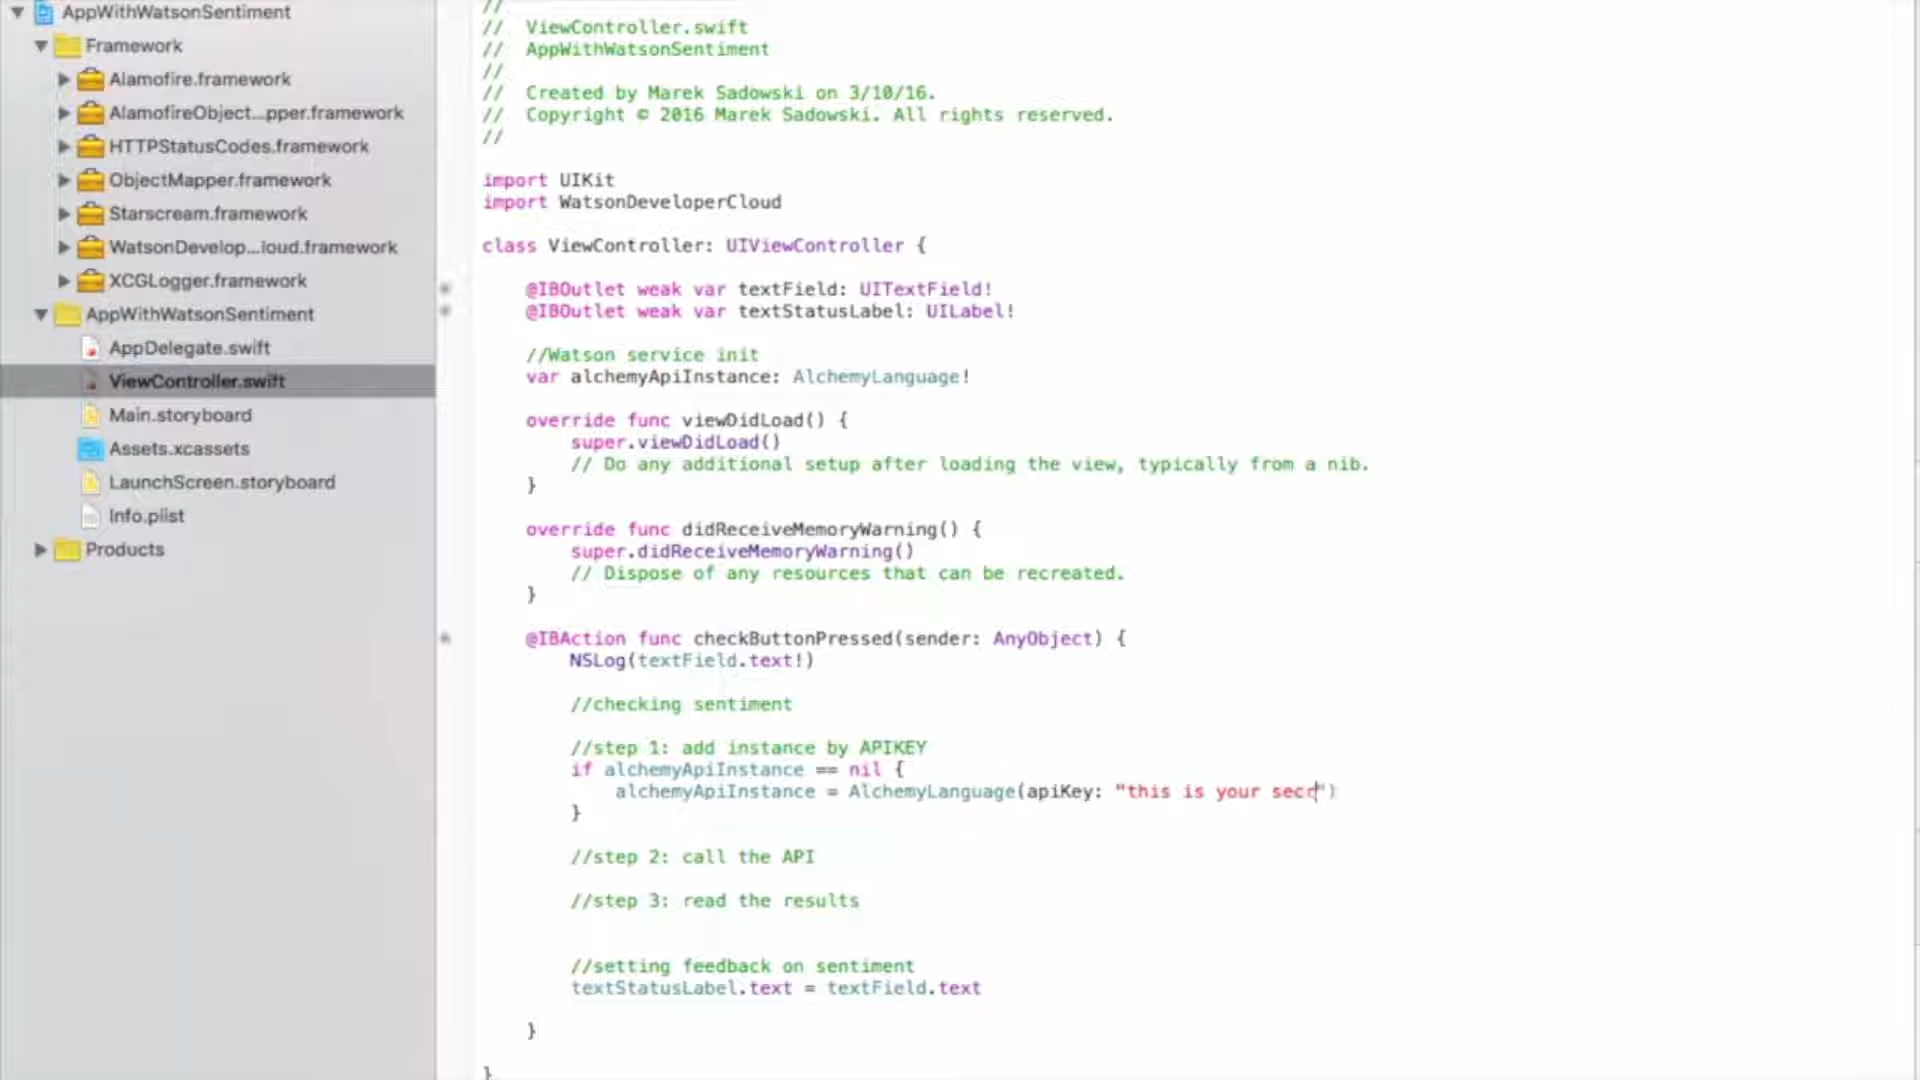 AppWithWatsonSentiment
Framework
Alamofire.framework
AlamofireObject...pper.framework
HTTPStatusCodes.framework
ObjectMapper.framework
Starscream.framework
WatsonDevelop...loud.framework
XCGLogger.framework
AppWithWatsonSentiment
AppDelegate.swift
ViewController.swift
Main.storyboard
Assets.xcassets
LaunchScreen.storyboard
Info.plist
Products
//
// ViewController.swift
// AppWithWatsonSentiment
//
// Created by Marek Sadowski on 3/10/16.
// Copyright © 2016 Marek Sadowski. All rights reserved.
//
import UIKit
import WatsonDeveloperCloud
class ViewController: UIViewController {
@IBOutlet weak var textField: UITextField!
@IBOutlet weak var textStatusLabel: UILabel!
//Watson service init
var alchemyApiInstance: AlchemyLanguage!
override func viewDidLoad() {
super.viewDidLoad()
// Do any additional setup after loading the view, typically from a nib.
}
override func didReceiveMemoryWarning() {
super.didReceiveMemoryWarning()
// Dispose of any resources that can be recreated.
}
@IBAction func checkButtonPressed(sender: AnyObject) {
NSLog(textField.text!)
//checking sentiment
//step 1: add instance by APIKEY
if alchemyApiInstance == nil {
alchemyApiInstance = AlchemyLanguage(apiKey: "this is your secr")
}
//step 2: call the API
//step 3: read the results
//setting feedback on sentiment
textStatusLabel.text = textField.text
}
}